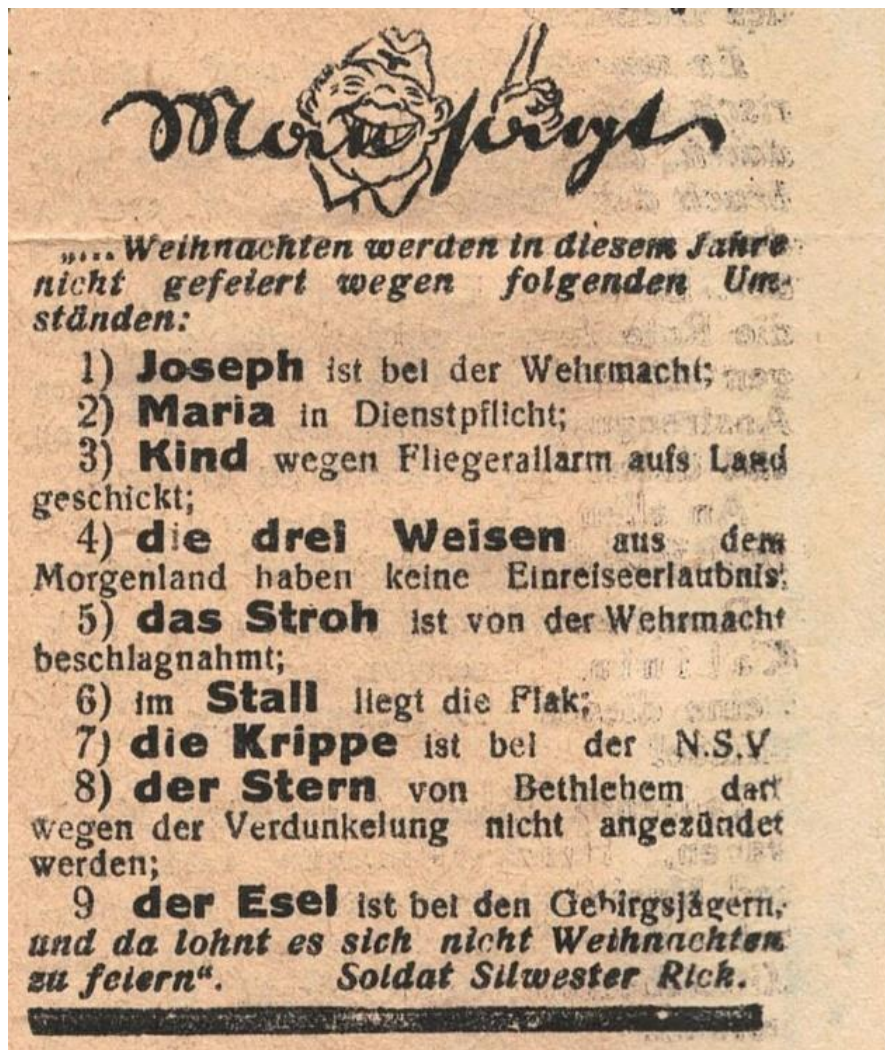 Man sagt
„... Weihnachten werden in diesem Jahre
nicht gefeiert wegen folgenden Um-
ständen:
1) Joseph ist bei der Wehrmacht;
2) Maria in Dienstpflicht;
3) Kind wegen Fliegerallarm aufs Land
geschickt;
4) die drei Weisen aus dem
Morgenland haben keine Einreiseerlaubnis;
5) das Stroh ist von der Wehrmacht
beschlagnahmt;
6) im Stall liegt die Flak;
7) die Krippe ist bei der N.S.V
8) der Stern von Bethlehem darf
wegen der Verdunkelung nicht angezündet
werden;
9 der Esel ist bei den Gebirgsjägern,
und da lohnt es sich nicht Weihnachten
zu feiern“. Soldat Silwester Rick.